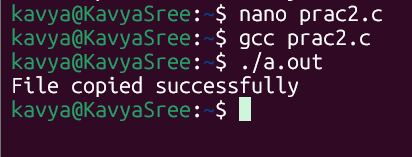 kavya@KavyaSree:~$ nano prac2.c
kavya@KavyaSree:~$ gcc prac2.c
kavya@KavyaSree:~$ ./a.out
File copied successfully
kavya@KavyaSree:~$